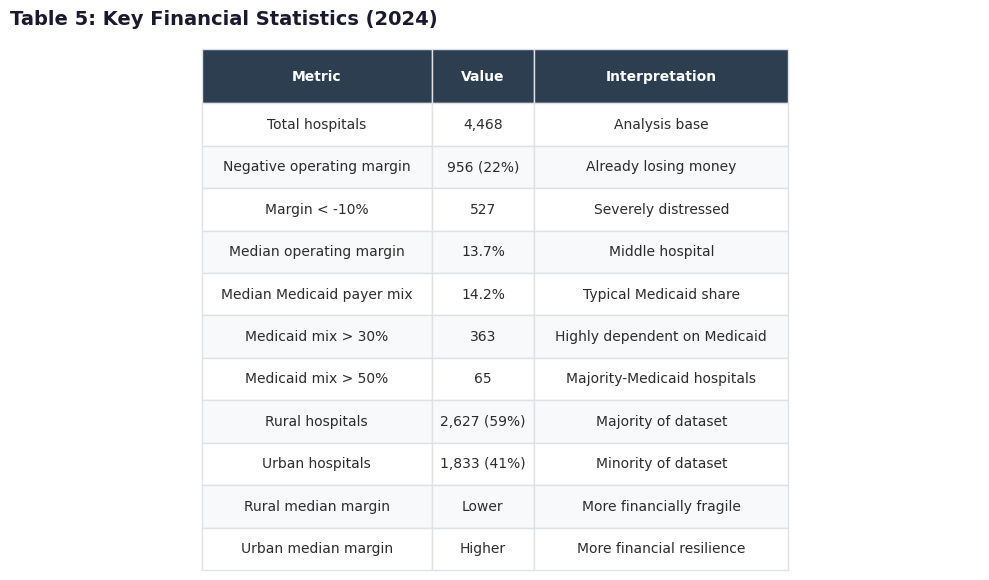 Table 5: Key Financial Statistics (2024)
Metric Value Interpretation
Total hospitals 4,468 Analysis base
Negative operating margin 956 (22%) Already losing money
Margin < -10% 527 Severely distressed
Median operating margin 13.7% Middle hospital
Median Medicaid payer mix 14.2% Typical Medicaid share
Medicaid mix > 30% 363 Highly dependent on Medicaid
Medicaid mix > 50% 65 Majority-Medicaid hospitals
Rural hospitals 2,627 (59%) Majority of dataset
Urban hospitals 1,833 (41%) Minority of dataset
Rural median margin Lower More financially fragile
Urban median margin Higher More financial resilience